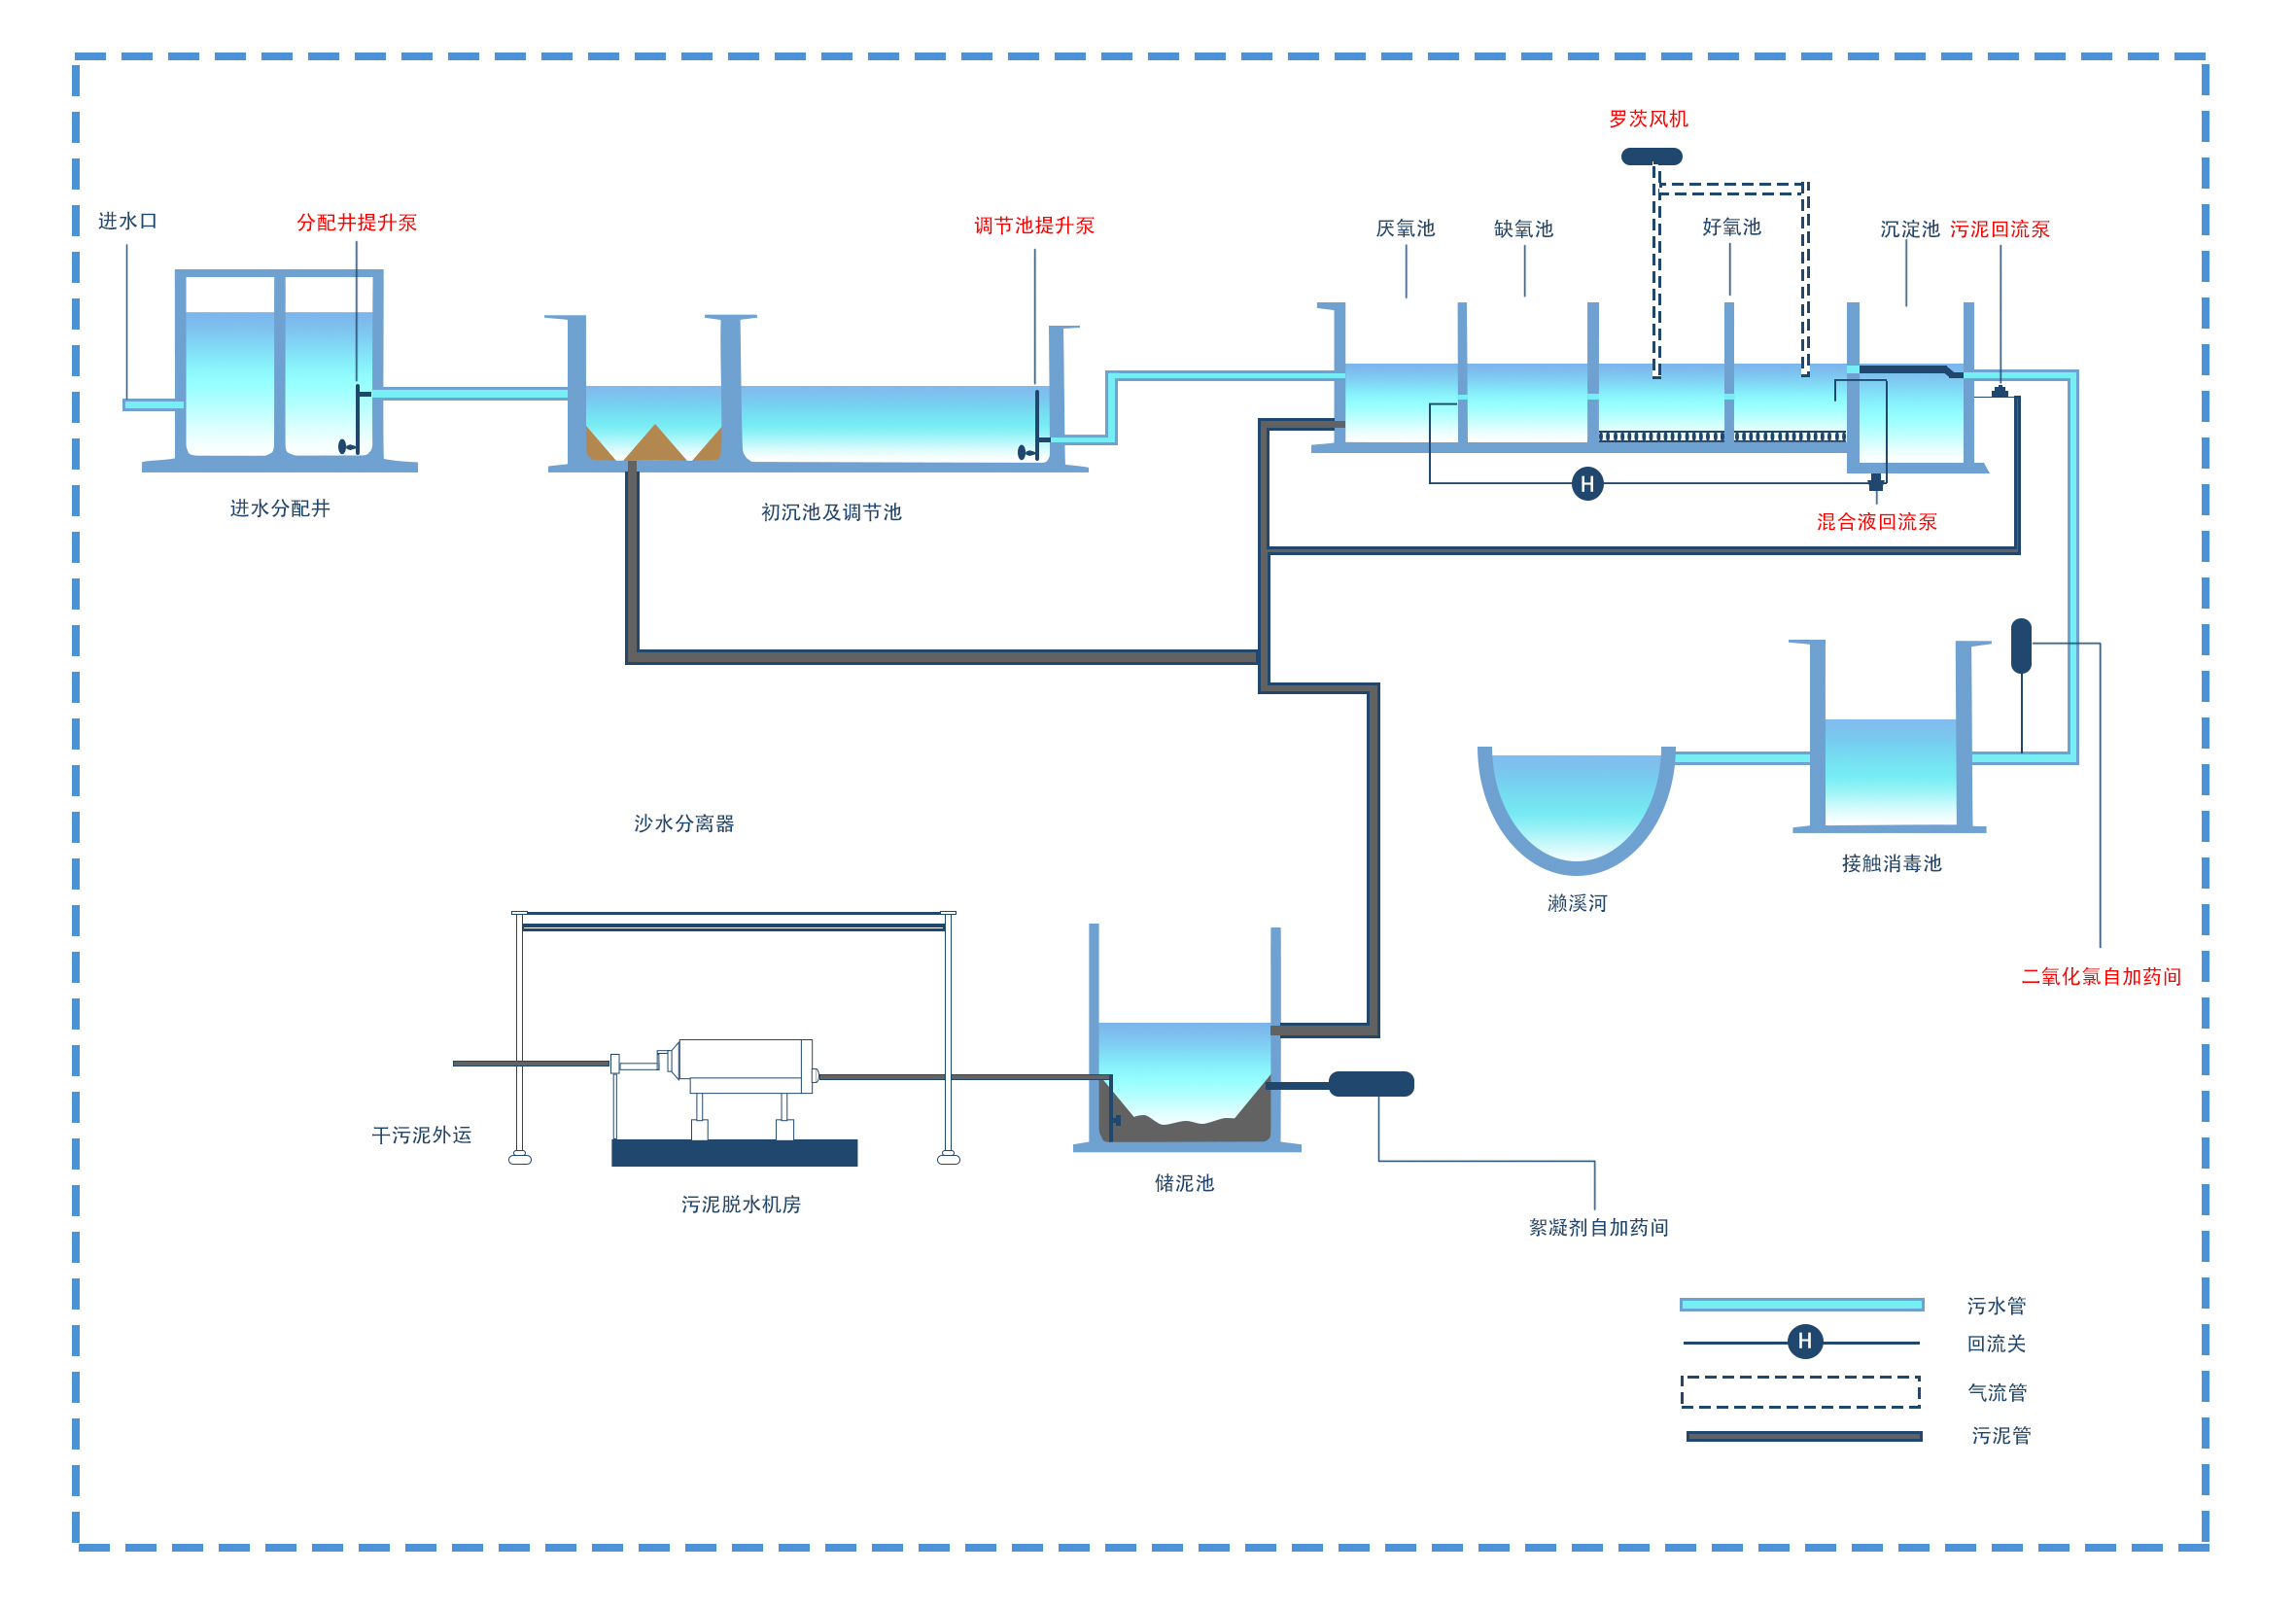 罗茨风机
进水口
分配井提升泵
调节池提升泵
厌氧池
缺氧池
好氧池
沉淀池
污泥回流泵
H
进水分配井
初沉池及调节池
混合液回流泵
沙水分离器
接触消毒池
濑溪河
二氧化氯自加药间
干污泥外运
储泥池
污泥脱水机房
絮凝剂自加药间
污水管
H
回流关
气流管
污泥管